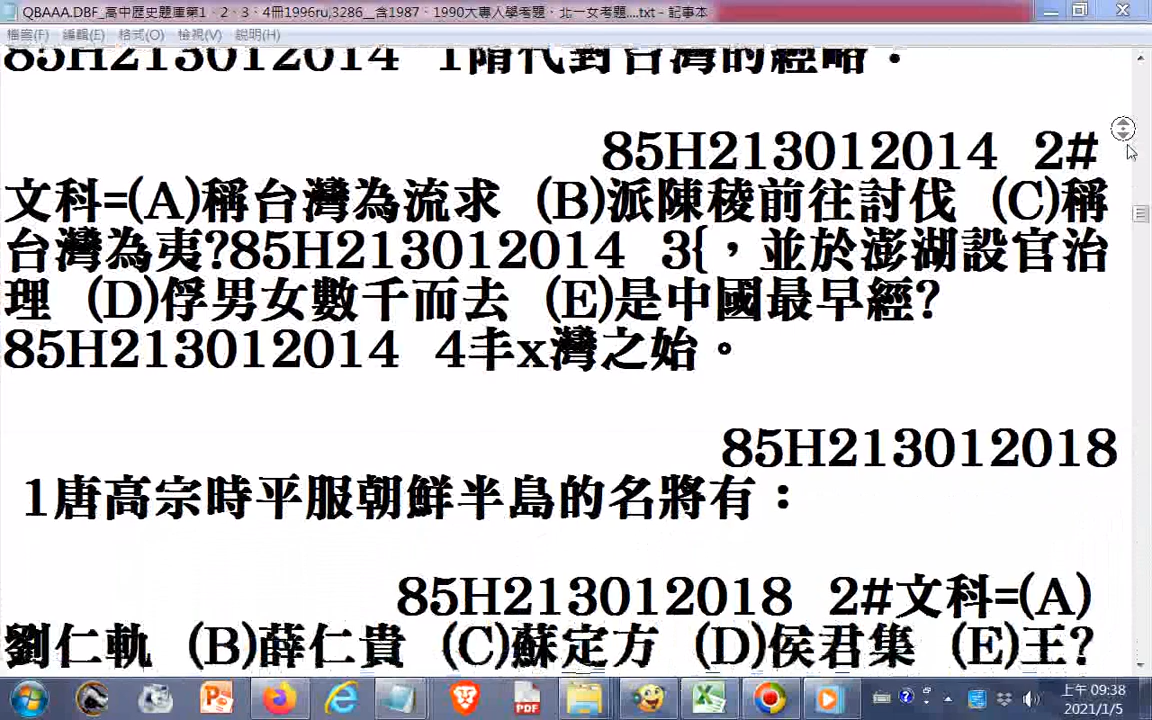 QBAAA.DBF_高中歷史題庫第1、2、3、4冊1996ru,3286__含1987、1990大專人學考題、北一女考題....txt - 記事本
檔案(F) 編輯(E) 格式(O) 檢視(V) 說明(H)
85H213012014 1隋代對台灣的經略：
85H213012014 2#
文科=(A)稱台灣為流求 (B)派陳稜前往討伐 (C)稱
台灣為夷?85H213012014 3{，並於澎湖設官治
理 (D)俘男女數千而去 (E)是中國最早經?
85H213012014 4丰x灣之始。
85H213012018
1唐高宗時平服朝鮮半島的名將有：
85H213012018 2#文科=(A)
劉仁軌 (B)薛仁貴 (C)蘇定方 (D)侯君集 (E)王?
上午 09:38
2021/1/5